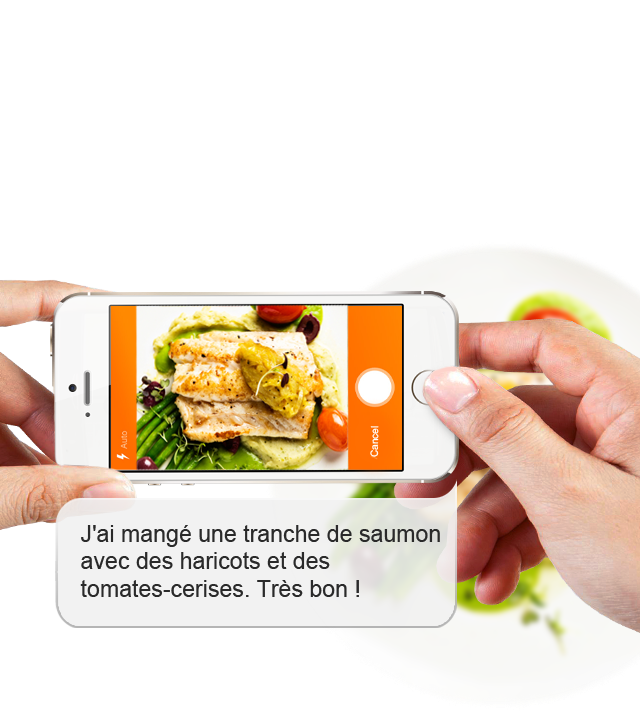 Auto
Cancel
J'ai mangé une tranche de saumon
avec des haricots et des
tomates-cerises. Très bon !